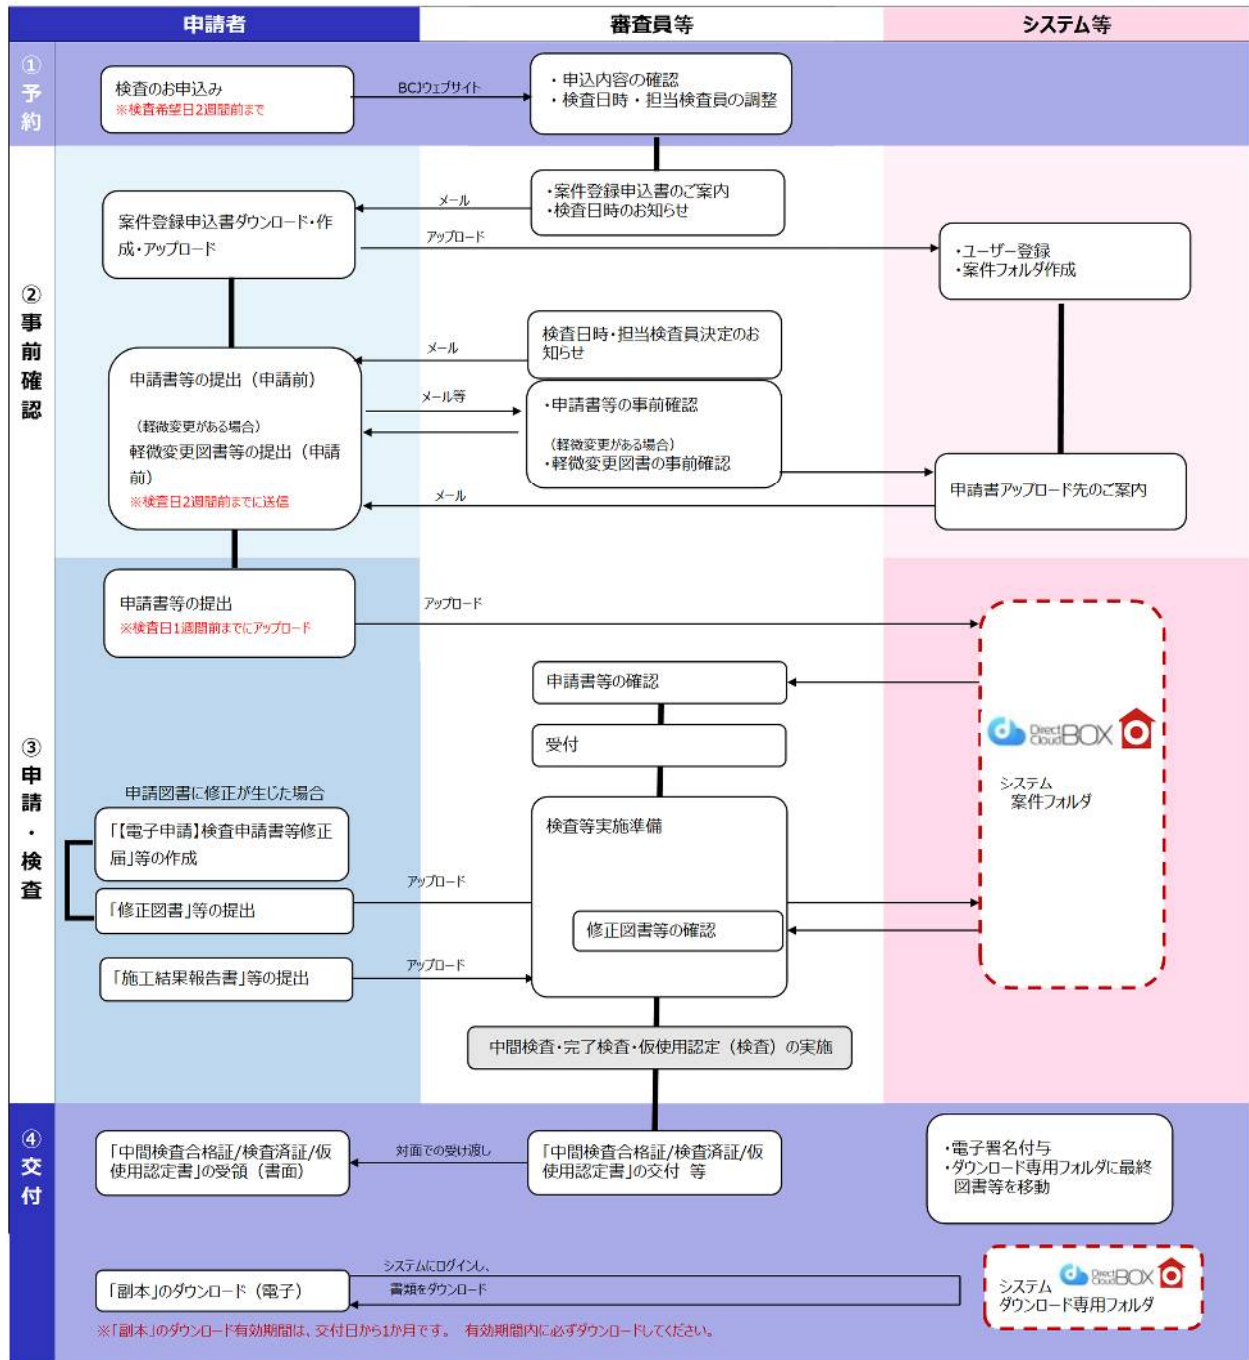 申請者
審査員等
システム等
①予約
検査のお申込み
※検査希望日2週間前まで
BCJウェブサイト
・申込内容の確認
・検査日時・担当検査員の調整
②事前確認
・案件登録申込書のご案内
・検査日時のお知らせ
メール
案件登録申込書ダウンロード・作
成・アップロード
アップロード
・ユーザー登録
・案件フォルダ作成
検査日時・担当検査員決定のお
知らせ
メール
申請書等の提出（申請前）
（軽微変更がある場合）
軽微変更図書等の提出（申請
前）
※検査日2週間前までに送信
メール等
・申請書等の事前確認
（軽微変更がある場合）
・軽微変更図書の事前確認
申請書アップロード先のご案内
メール
③申請・検査
申請書等の提出
※検査日1週間前までにアップロード
アップロード
申請書等の確認
受付
Direct
Cloud BOX
システム
案件フォルダ
申請図書に修正が生じた場合
「【電子申請】検査申請書等修正
届」等の作成
「修正図書」等の提出
アップロード
検査等実施準備
修正図書等の確認
「施工結果報告書」等の提出
アップロード
中間検査・完了検査・仮使用認定（検査）の実施
④交付
「中間検査合格証/検査済証/仮
使用認定書」の受領（書面）
対面での受け渡し
「中間検査合格証/検査済証/仮
使用認定書」の交付 等
・電子署名付与
・ダウンロード専用フォルダに最終
図書等を移動
「副本」のダウンロード（電子）
システムにログインし、
書類をダウンロード
Direct
Cloud BOX
システム
ダウンロード専用フォルダ
※「副本」のダウンロード有効期間は、交付日から1か月です。 有効期間内に必ずダウンロードしてください。